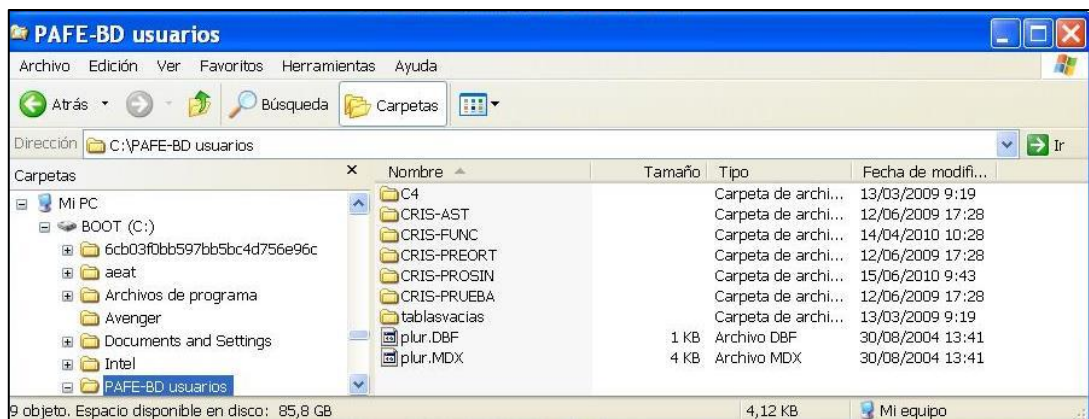 PAFE-BD usuarios
Archivo Edición Ver Favoritos Herramientas Ayuda
Atrás Búsqueda Carpetas
Dirección C:\PAFE-BD usuarios Ir
Carpetas x Nombre Tamaño Tipo Fecha de modifi...
Mi PC
BOOT (C:)
6cb03f0bb597bb5bc4d756e96c
aeat
Archivos de programa
Avenger
Documents and Settings
Intel
PAFE-BD usuarios
C4 Carpeta de archi... 13/03/2009 9:19
CRIS-AST Carpeta de archi... 12/06/2009 17:28
CRIS-FUNC Carpeta de archi... 14/04/2010 10:28
CRIS-PREORT Carpeta de archi... 12/06/2009 17:28
CRIS-PROSIN Carpeta de archi... 15/06/2010 9:43
CRIS-PRUEBA Carpeta de archi... 12/06/2009 17:28
tablasvacias Carpeta de archi... 13/03/2009 9:19
plur.DBF 1 KB Archivo DBF 30/08/2004 13:41
plur.MDX 4 KB Archivo MDX 30/08/2004 13:41
9 objeto. Espacio disponible en disco: 85,8 GB 4,12 KB Mi equipo